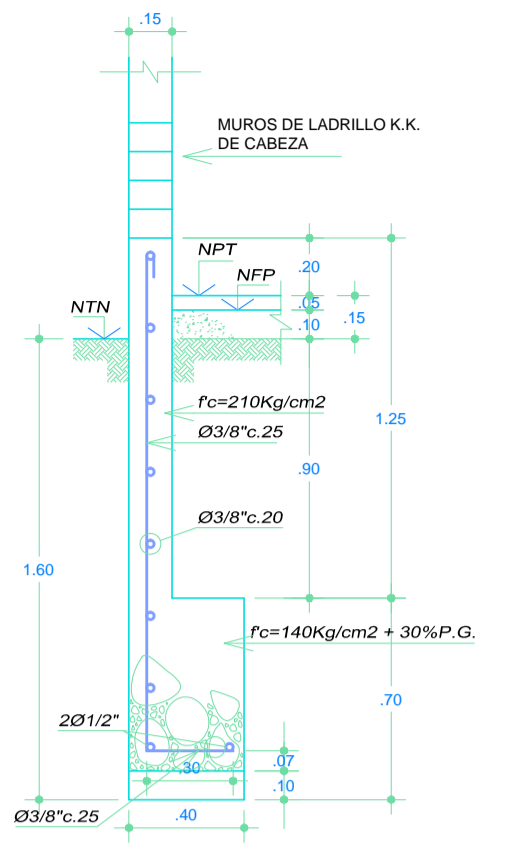 .15
MUROS DE LADRILLO K.K.
DE CABEZA
NPT
.20
NFP
NTN
.05
.10
.15
f'c=210Kg/cm2
1.25
Ø3/8"c.25
.90
Ø3/8"c.20
1.60
f'c=140Kg/cm2 + 30%P.G.
.70
2Ø1/2"
.30
.07
.10
Ø3/8"c.25
.40